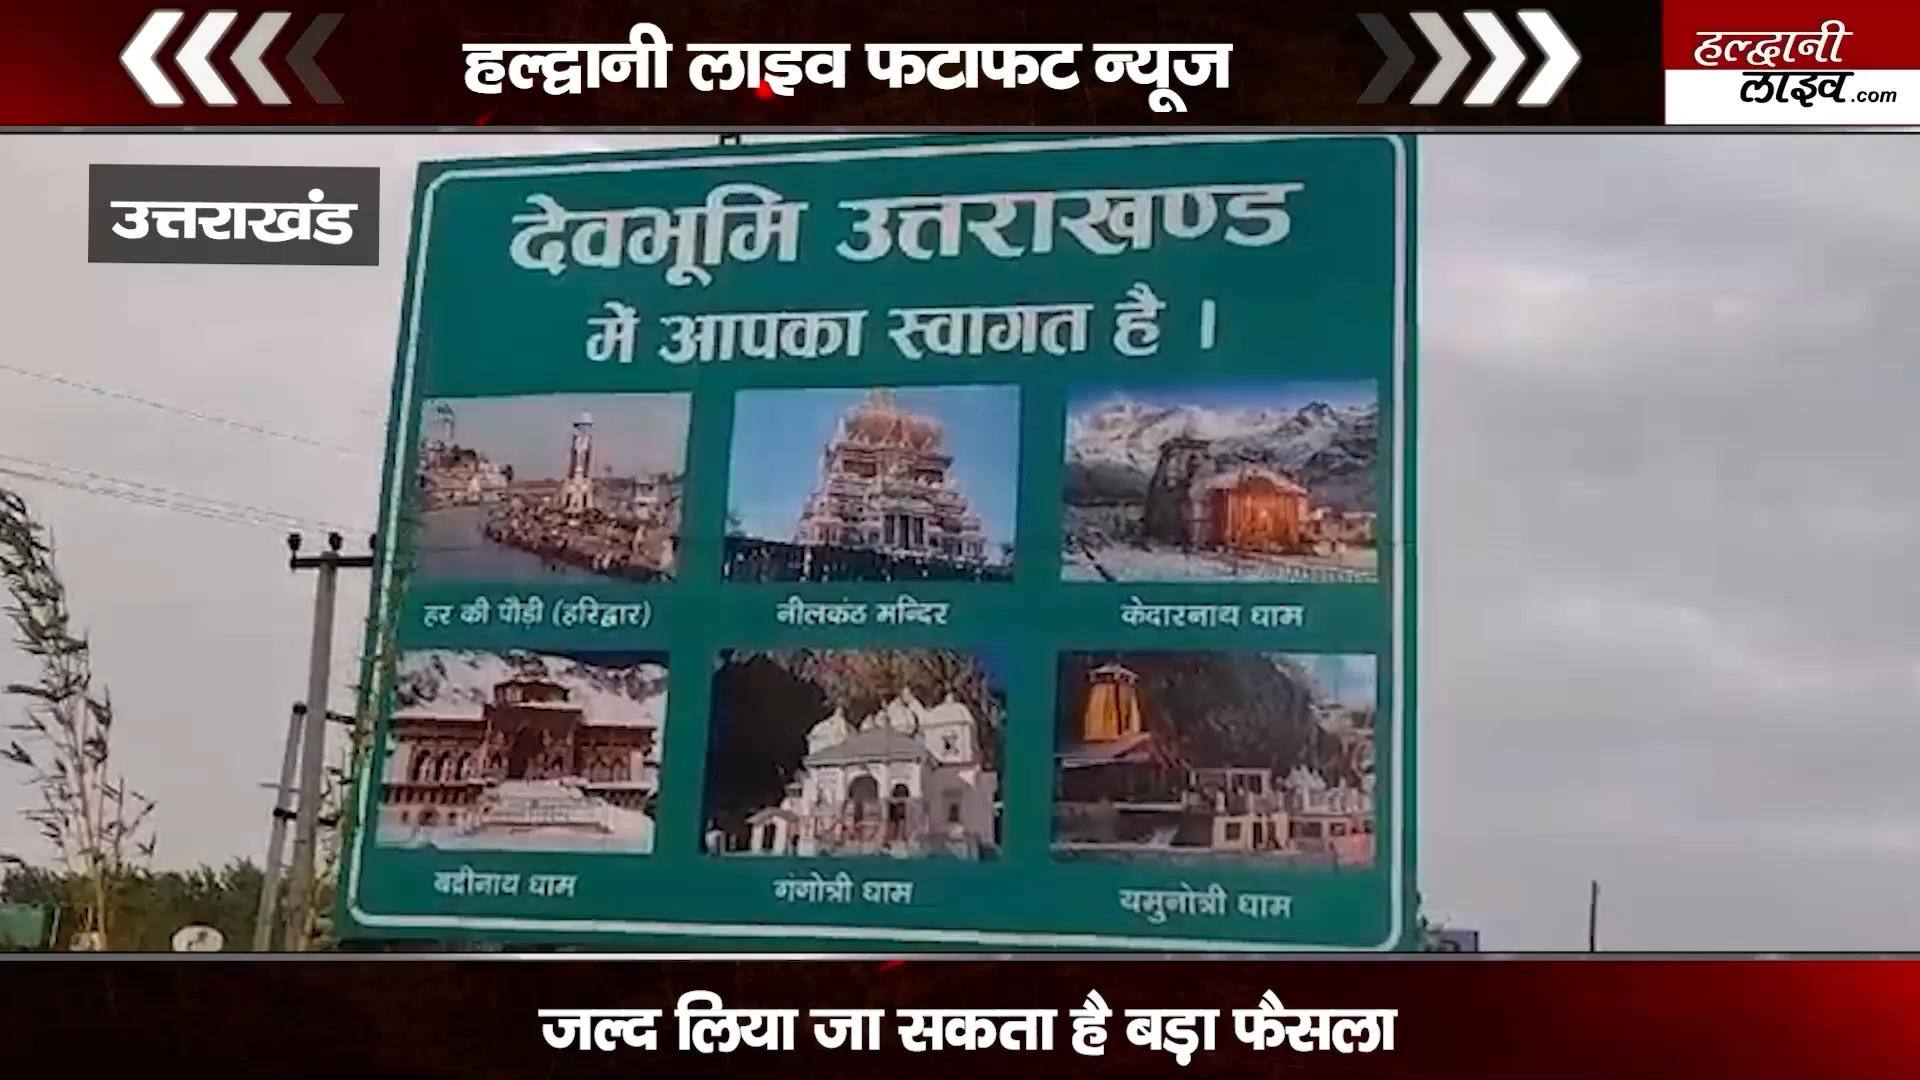 हल्द्वानी लाइव फटाफट न्यूज
हल्द्वानी
लाइव.com
उत्तराखंड
देवभूमि उत्तराखण्ड
में आपका स्वागत है ।
हर की पौड़ी (हरिद्वार)
नीलकंठ मन्दिर
केदारनाथ धाम
बद्रीनाथ धाम
गंगोत्री धाम
यमुनोत्री धाम
जल्द लिया जा सकता है बड़ा फैसला